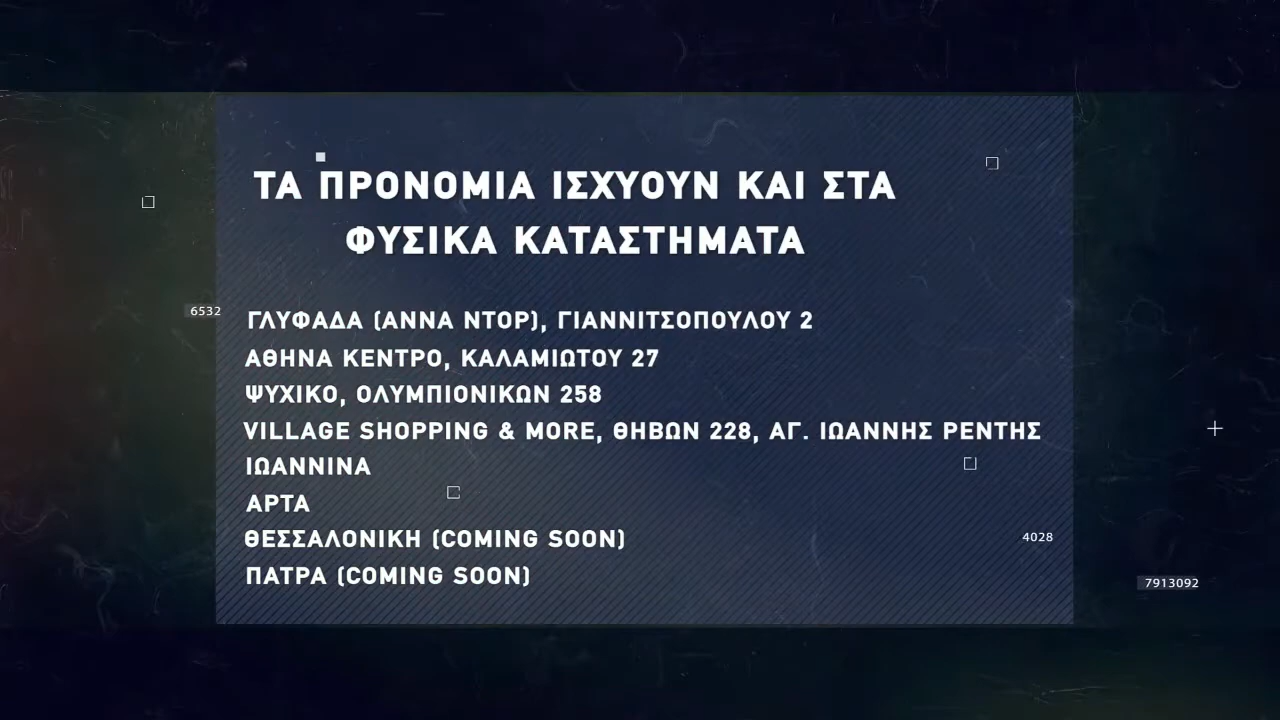 ΤΑ ΠΡΟΝΟΜΙΑ ΙΣΧΥΟΥΝ ΚΑΙ ΣΤΑ
ΦΥΣΙΚΑ ΚΑΤΑΣΤΗΜΑΤΑ
6532
ΓΛΥΦΑΔΑ (ΑΝΝΑ ΝΤΟΡ), ΓΙΑΝΝΙΤΣΟΠΟΥΛΟΥ 2
ΑΘΗΝΑ ΚΕΝΤΡΟ, ΚΑΛΑΜΙΩΤΟΥ 27
ΨΥΧΙΚΟ, ΟΛΥΜΠΙΟΝΙΚΩΝ 258
VILLAGE SHOPPING & MORE, ΘΗΒΩΝ 228, ΑΓ. ΙΩΑΝΝΗΣ ΡΕΝΤΗΣ
ΙΩΑΝΝΙΝΑ
ΑΡΤΑ
ΘΕΣΣΑΛΟΝΙΚΗ (COMING SOON)
4028
ΠΑΤΡΑ (COMING SOON)
7913092